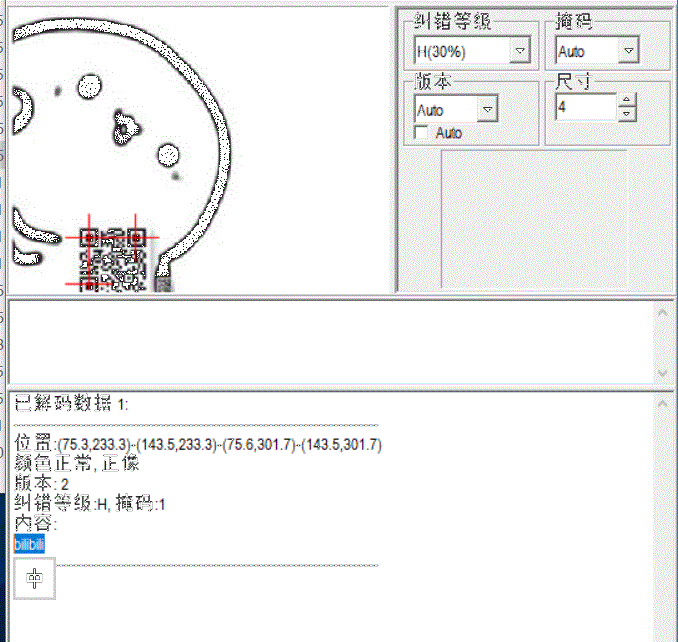 纠错等级
掩码
H(30%)
Auto
版本
尺寸
Auto
4
Auto
已解码数据 1:
位置:(75.3,233.3)-(143.5,233.3)-(75.6,301.7)-(143.5,301.7)
颜色正常, 正像
版本: 2
纠错等级:H, 掩码:1
内容:
bilibili
中